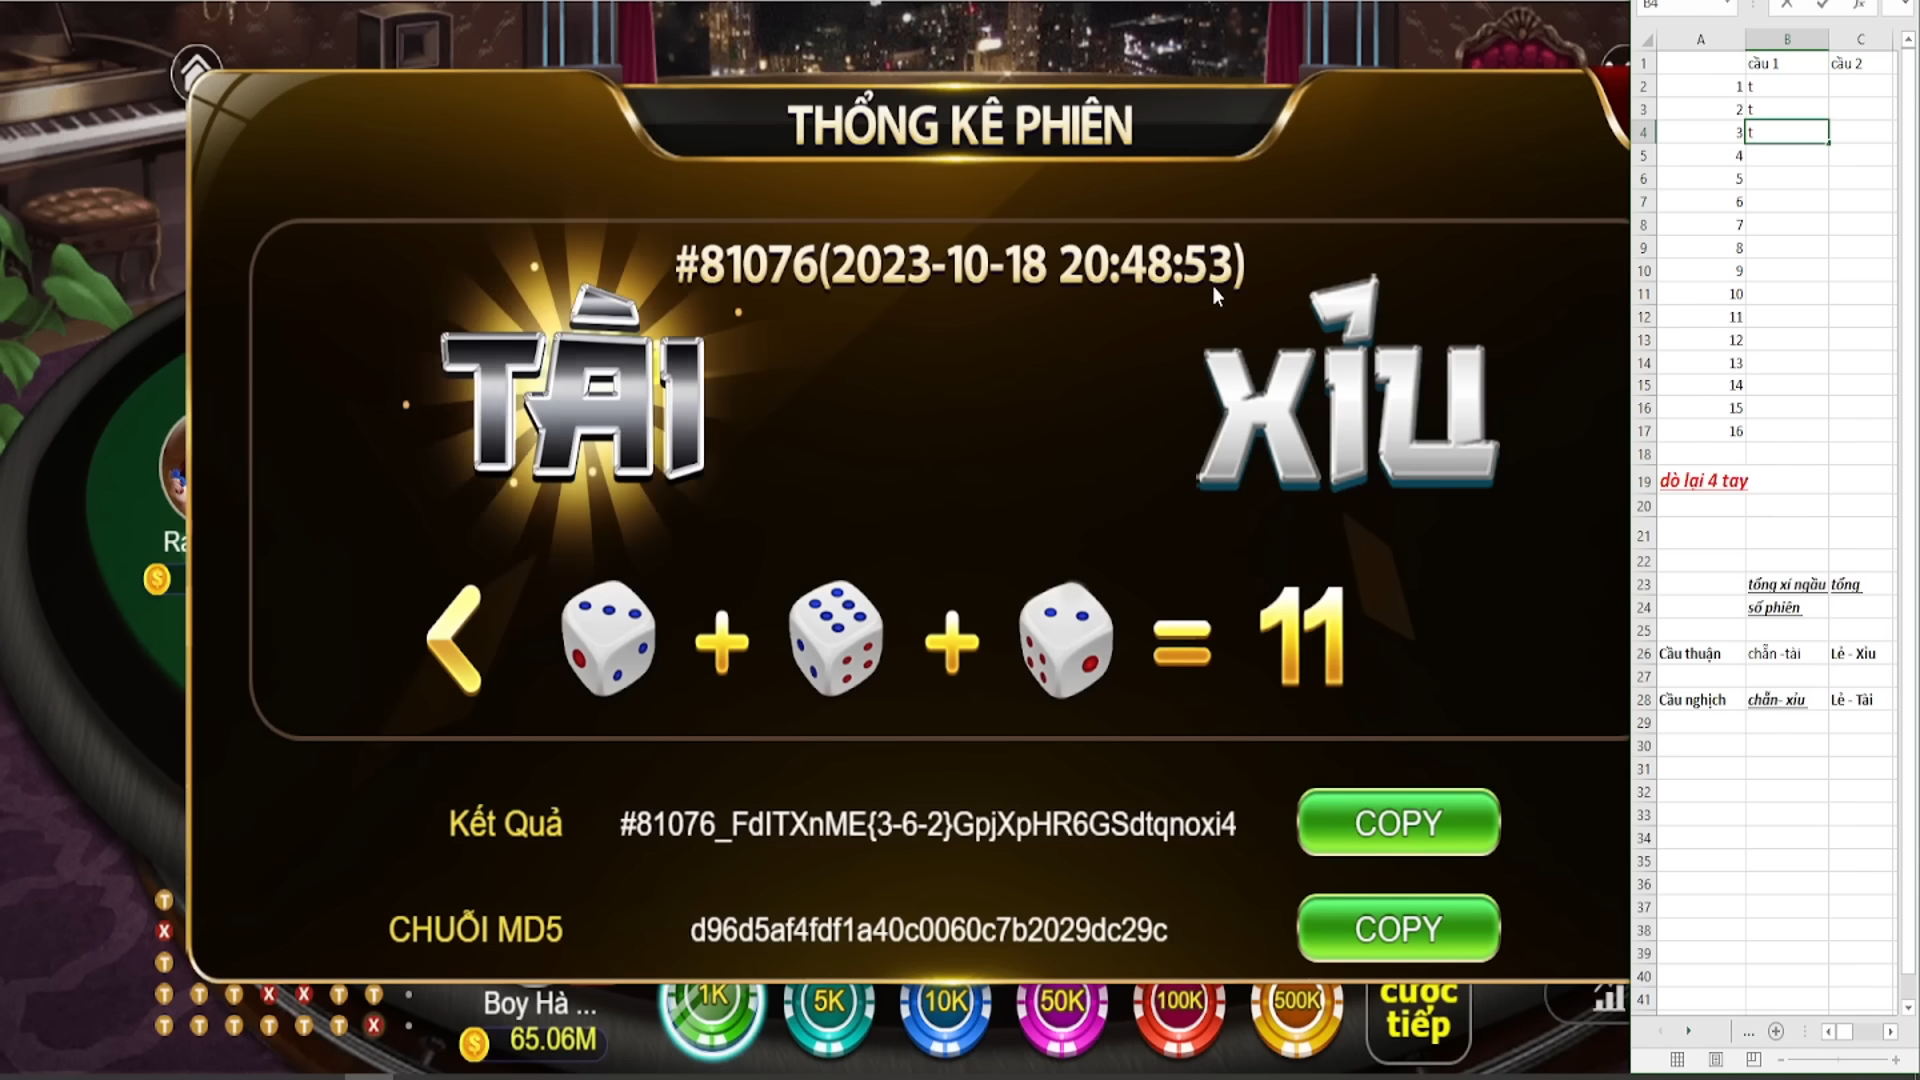 THỐNG KÊ PHIÊN
#81076(2023-10-18 20:48:53)
TÀI
XỈU
+ + = 11
Kết Quả #81076_FdITXnME{3-6-2}GpjXpHR6GSdtqnoxi4 COPY
CHUỖI MD5 d96d5af4fdf1a40c0060c7b2029dc29c COPY
T
X
T
T T T X X T T
T T T T T T X
Boy Hà ...
65.06M
1K 5K 10K 50K 100K 500K
cược
tiếp
B4
A B C
1 cầu 1 cầu 2
2 1 t
3 2 t
4 3 t
5 4
6 5
7 6
8 7
9 8
10 9
11 10
12 11
13 12
14 13
15 14
16 15
17 16
18
19 dò lại 4 tay
20
21
22
23 tổng xí ngầu tổng
24 số phiên
25
26 Cầu thuận chẵn -tài Lẻ - Xỉu
27
28 Cầu nghịch chẵn- xỉu Lẻ - Tài
29
30
31
32
33
34
35
36
37
38
39
40
41
...